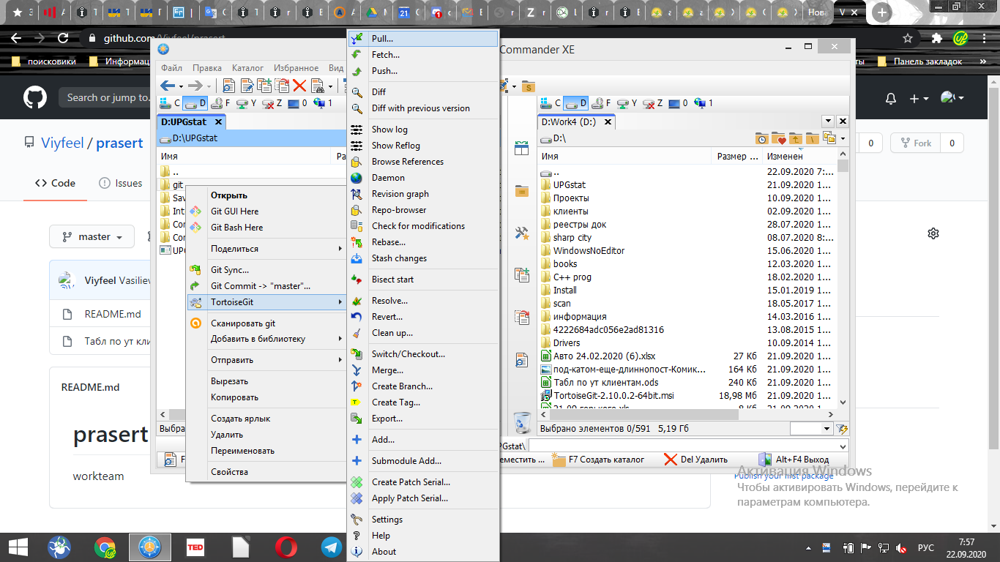 github.com/Viyfeel/prasert
Нова
поисковики
Информац
Панель закладок
»
Search or jump to...
Viyfeel / prasert
0
Fork
0
Code
Issues
master
Viyfeel Vasiliev
README.md
Табл по ут кли
README.md
prasert
workteam
Publish your first package
Commander XE
Файл
Правка
Каталог
Избранное
Вид
C
D
F
Y
Z
0
1
D:UPGstat
D:\UPGstat
Имя
Ра
..
git
Sav
Int
Cor
Cor
UPG
Выбра
Открыть
Git GUI Here
Git Bash Here
Поделиться
Git Sync...
Git Commit -> "master"...
TortoiseGit
Сканировать git
Добавить в библиотеку
Отправить
Вырезать
Копировать
Создать ярлык
Удалить
Переименовать
Свойства
Pull...
Fetch...
Push...
Diff
Diff with previous version
Show log
Show Reflog
Browse References
Daemon
Revision graph
Repo-browser
Check for modifications
Rebase...
Stash changes
Bisect start
Resolve...
Revert...
Clean up...
Switch/Checkout...
Merge...
Create Branch...
Create Tag...
Export...
Add...
Submodule Add...
Create Patch Serial...
Apply Patch Serial...
Settings
Help
About
C
D
F
Y
Z
0
1
D:Work4 (D:)
D:\
Имя Размер ... Изменен
.. 22.09.2020 7:...
UPGstat 21.09.2020 1...
Проекты 10.09.2020 1...
клиенты 02.09.2020 1...
реестры док 28.07.2020 1...
sharp city 08.07.2020 8:...
WindowsNoEditor 15.06.2020 1...
books 12.03.2020 1...
C++ prog 18.02.2020 1...
Install 15.01.2019 1...
scan 18.05.2017 1...
информация 14.03.2016 1...
4222684adc056e2ad81316 13.08.2015 1...
Drivers 10.09.2014 1...
Авто 24.02.2020 (6).xlsx 27 Кб 21.09.2020 1...
под-катом-еще-длиннопост-Комик... 164 Кб 21.09.2020 1...
Табл по ут клиентам.ods 240 Кб 21.09.2020 1...
TortoiseGit-2.10.0.2-64bit.msi 18,98 Мб 21.09.2020 1...
Выбрано элементов 0/591 5,19 Гб
PGstat\
еместить ...
F7 Создать каталог
Del Удалить
Alt+F4 Выход
Активация Windows
Чтобы активировать Windows, перейдите к
параметрам компьютера.
TED
РУС
7:57
22.09.2020